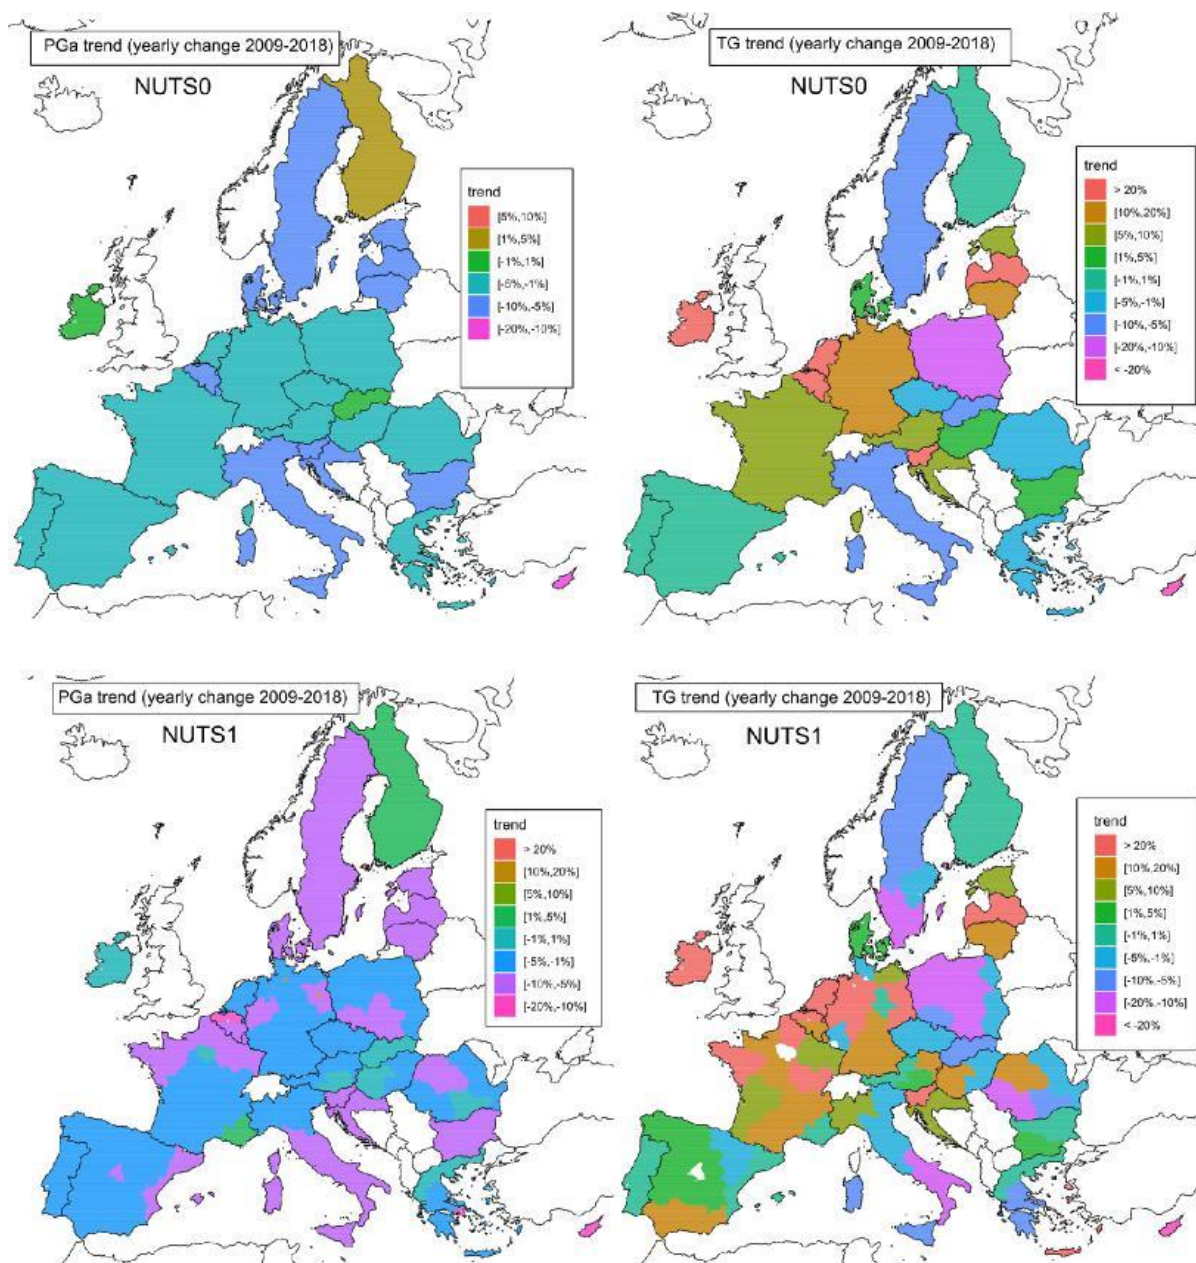 PGa trend (yearly change 2009-2018)
NUTS0
trend
[5%,10%]
[1%,5%]
[-1%,1%]
[-5%,-1%]
[-10%,-5%]
[-20%,-10%]
TG trend (yearly change 2009-2018)
NUTS0
trend
> 20%
[10%,20%]
[5%,10%]
[1%,5%]
[-1%,1%]
[-5%,-1%]
[-10%,-5%]
[-20%,-10%]
< -20%
PGa trend (yearly change 2009-2018)
NUTS1
trend
> 20%
[10%,20%]
[5%,10%]
[1%,5%]
[-1%,1%]
[-5%,-1%]
[-10%,-5%]
[-20%,-10%]
TG trend (yearly change 2009-2018)
NUTS1
trend
> 20%
[10%,20%]
[5%,10%]
[1%,5%]
[-1%,1%]
[-5%,-1%]
[-10%,-5%]
[-20%,-10%]
< -20%